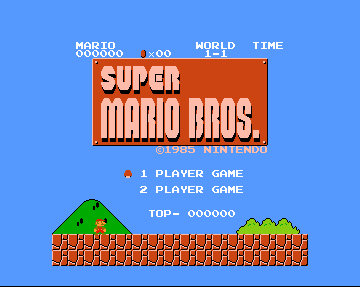 MARIO WORLD TIME
000000 ×00 1-1
SUPER
MARIO BROS.
©1985 NINTENDO
1 PLAYER GAME
2 PLAYER GAME
TOP- 000000